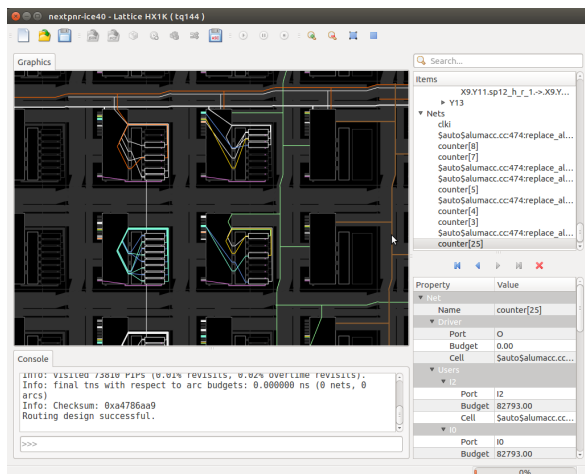 nextpnr-ice40 - Lattice HX1K ( tq144 )
Graphics
Search...
Items
X9.Y11.sp12_h_r_1.->.X9.Y...
Y13
Nets
clki
$auto$alumacc.cc:474:replace_al...
counter[8]
counter[7]
$auto$alumacc.cc:474:replace_al...
$auto$alumacc.cc:474:replace_al...
counter[5]
$auto$alumacc.cc:474:replace_al...
counter[4]
counter[3]
$auto$alumacc.cc:474:replace_al...
counter[25]
Property Value
Net
Name counter[25]
Driver
Port O
Budget 0.00
Cell $auto$alumacc.cc...
Users
I2
Port I2
Budget 82793.00
Cell $auto$alumacc.cc...
I0
Port I0
Budget 82793.00
Console
Info: visited 73810 PIPs (0.01% revisits, 0.02% overtime revisits).
Info: final tns with respect to arc budgets: 0.000000 ns (0 nets, 0
arcs)
Info: Checksum: 0xa4786aa9
Routing design successful.
>>>
0%